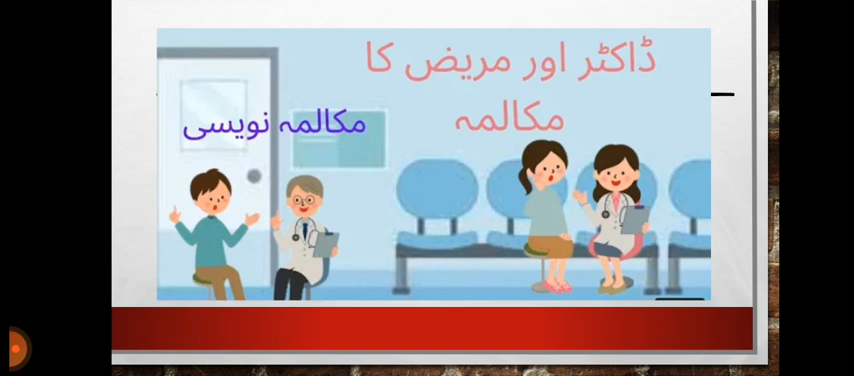 ڈاکٹر اور مریض کا
مکالمہ
مکالمہ نویسی